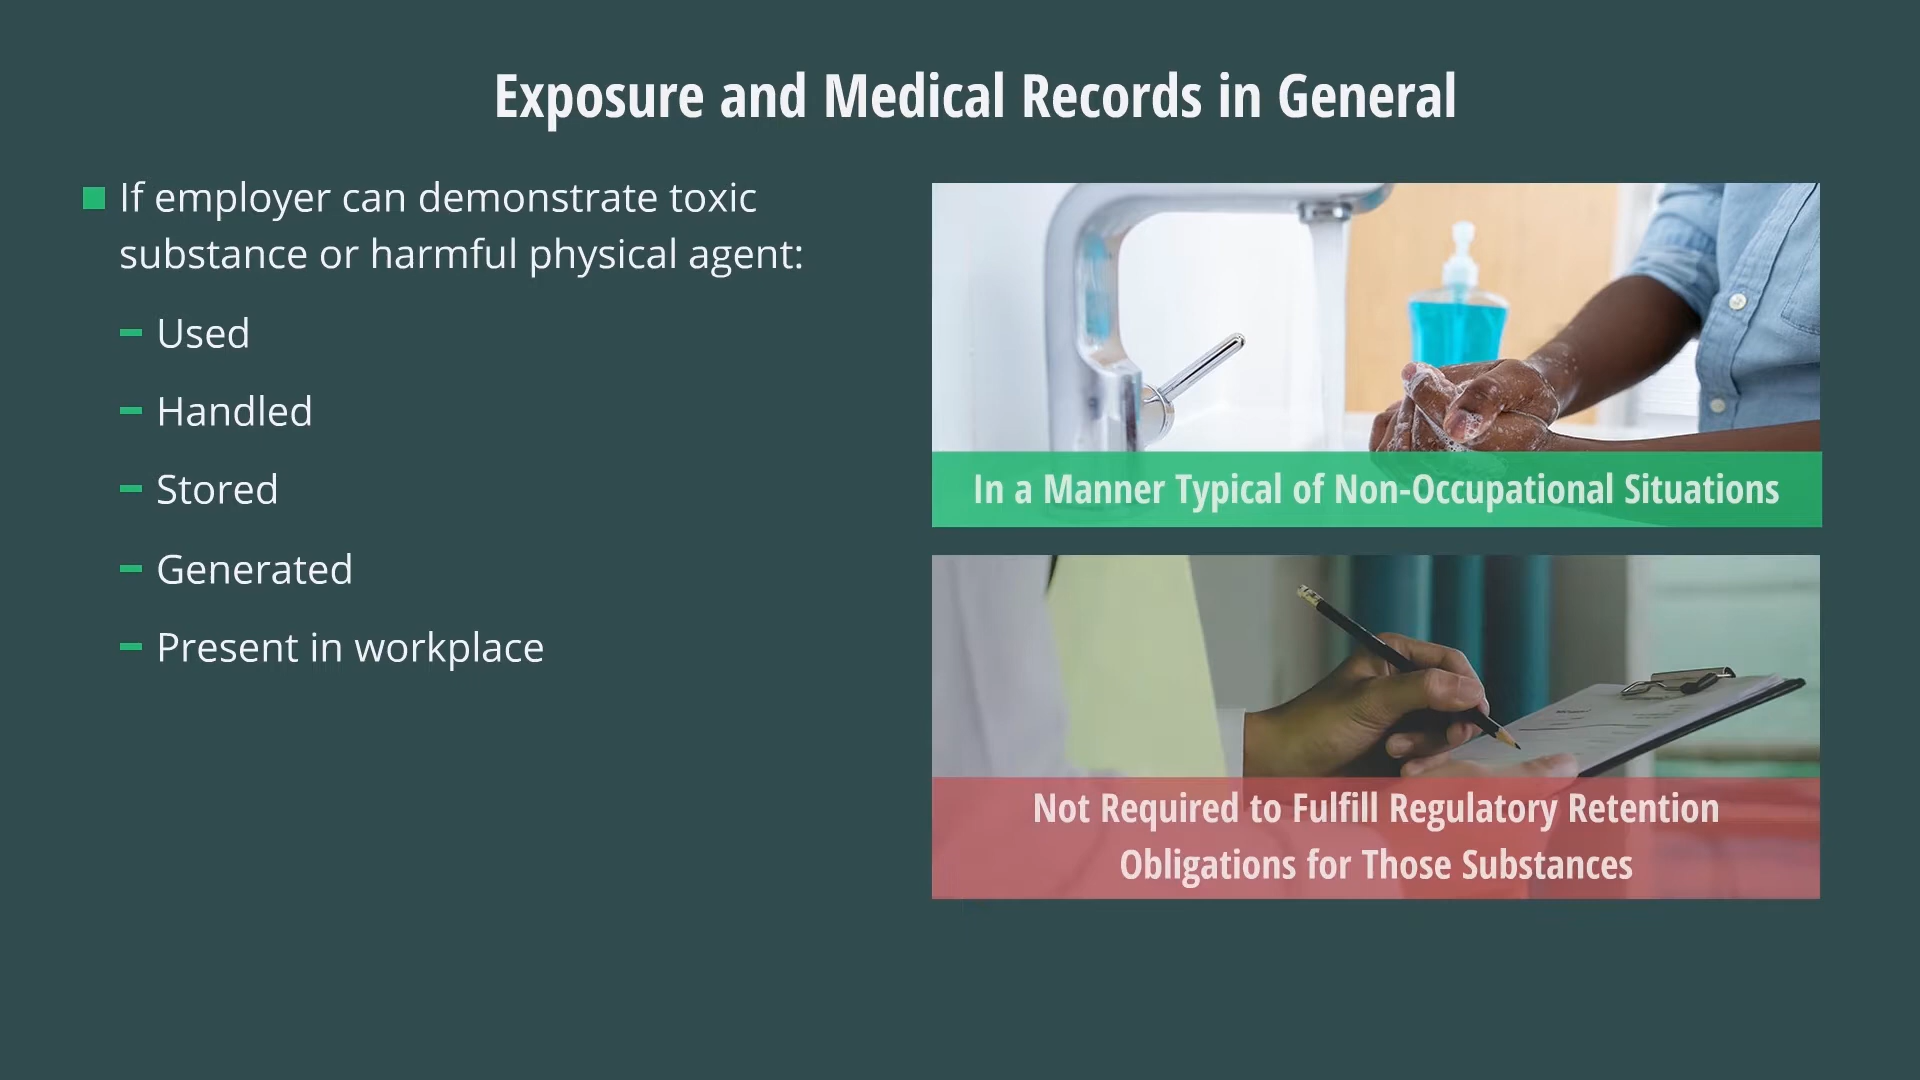 Exposure and Medical Records in General
If employer can demonstrate toxic
substance or harmful physical agent:
Used
Handled
Stored
Generated
Present in workplace
In a Manner Typical of Non-Occupational Situations
Not Required to Fulfill Regulatory Retention
Obligations for Those Substances